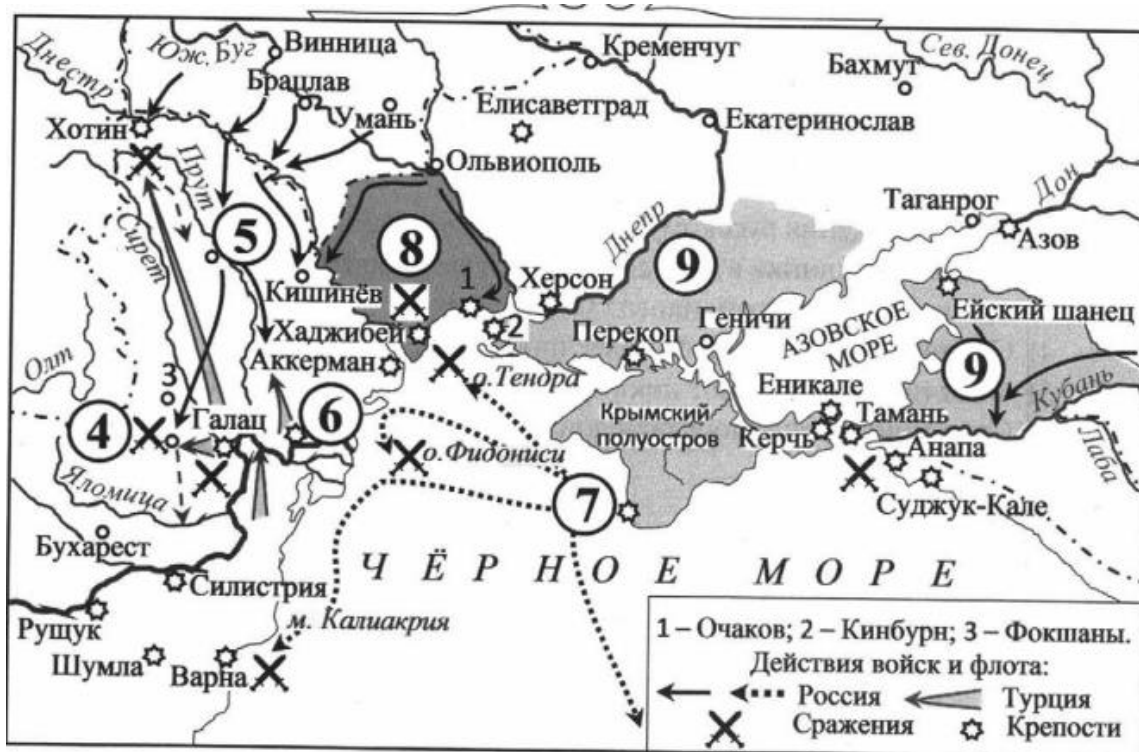 Днестр
Юж. Буг
Винница
Кременчуг
Сев. Донец
Бахмут
Брацлав
Умань
Елисаветград
Екатеринослав
Хотин
Ольвиополь
Прут
Сирет
5
8
Днепр
9
Таганрог
Дон
Азов
Кишинёв
1
Херсон
Хаджибей
2
Перекоп
Геничи
АЗОВСКОЕ
МОРЕ
Ейский шанец
Олт
3
Аккерман
о. Тендра
Еникале
9
Кубань
4
Галац
6
Крымский
полуостров
Тамань
Керчь
Анапа
Лаба
о. Фидониси
Яломица
7
Суджук-Кале
Бухарест
ЧЁРНОЕ МОРЕ
Силистрия
Рущук
м. Калиакрия
Шумла
Варна
1 – Очаков; 2 – Кинбурн; 3 – Фокшаны.
Действия войск и флота:
Россия
Турция
Сражения
Крепости